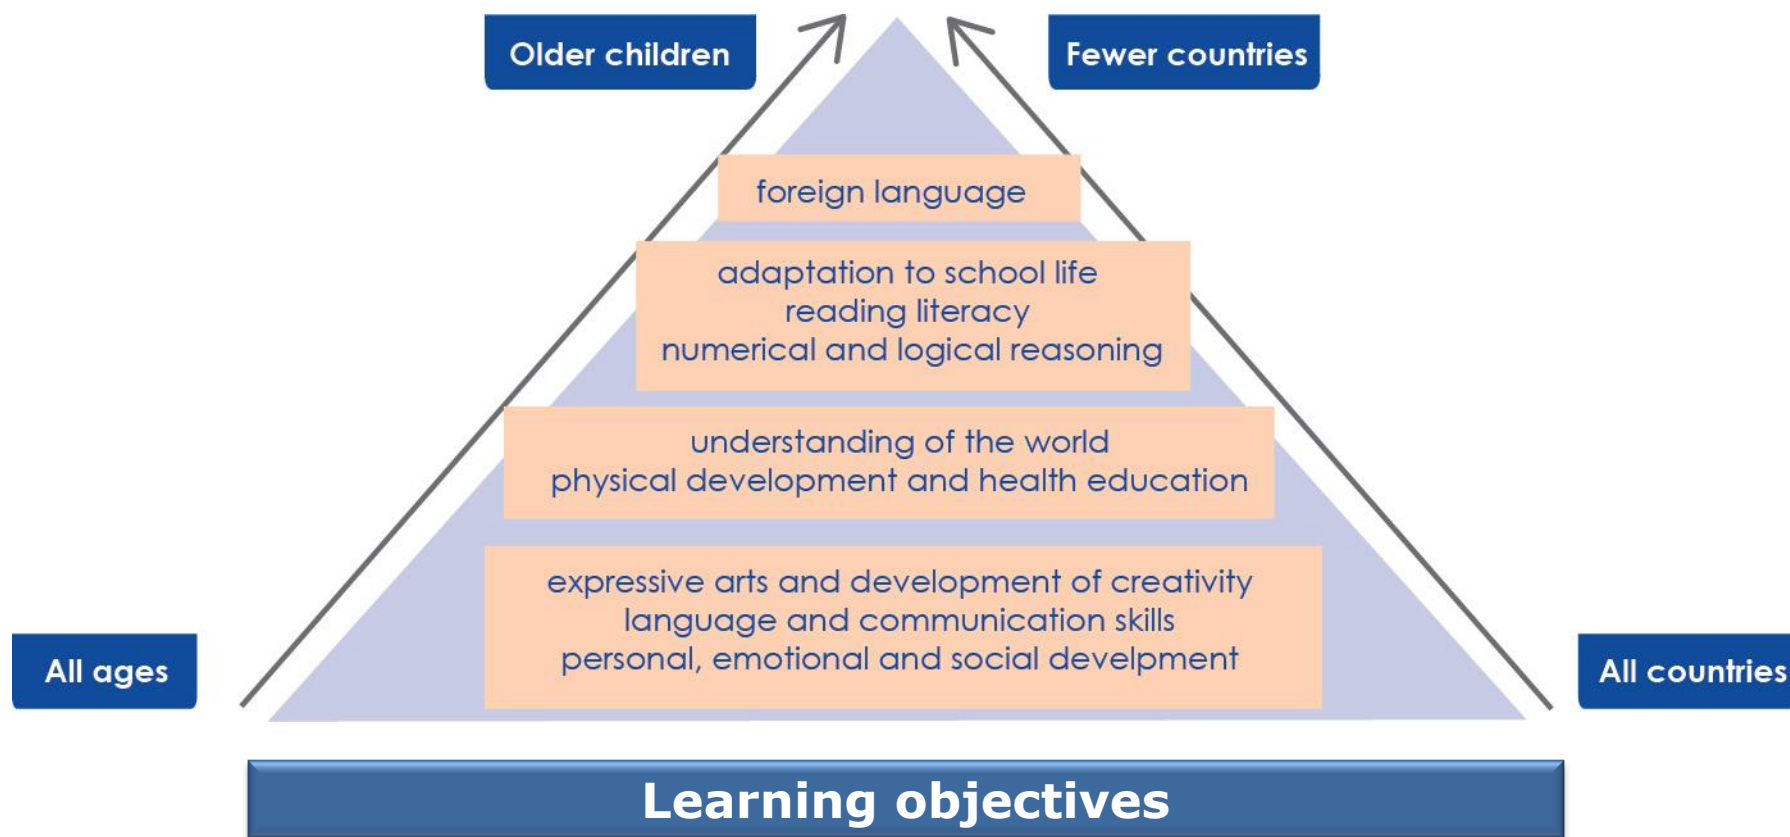 Older children
Fewer countries
foreign language
adaptation to school life
reading literacy
numerical and logical reasoning
understanding of the world
physical development and health education
expressive arts and development of creativity
language and communication skills
personal, emotional and social develpment
All ages
All countries
Learning objectives